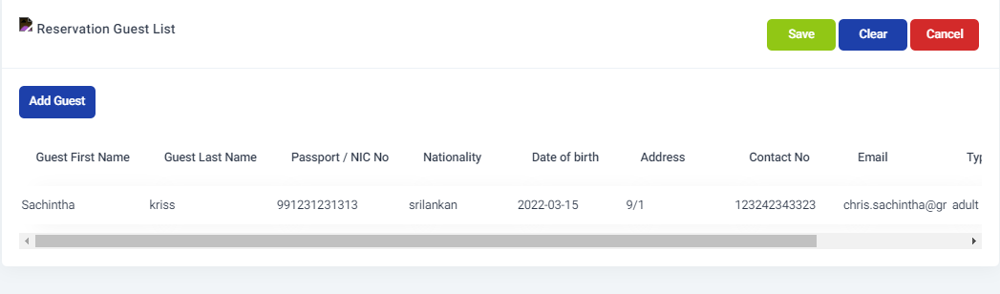 Reservation Guest List
Save Clear Cancel
Add Guest
Guest First Name Guest Last Name Passport / NIC No Nationality Date of birth Address Contact No Email Typ
Sachintha kriss 991231231313 srilankan 2022-03-15 9/1 123242343323 chris.sachintha@gr adult